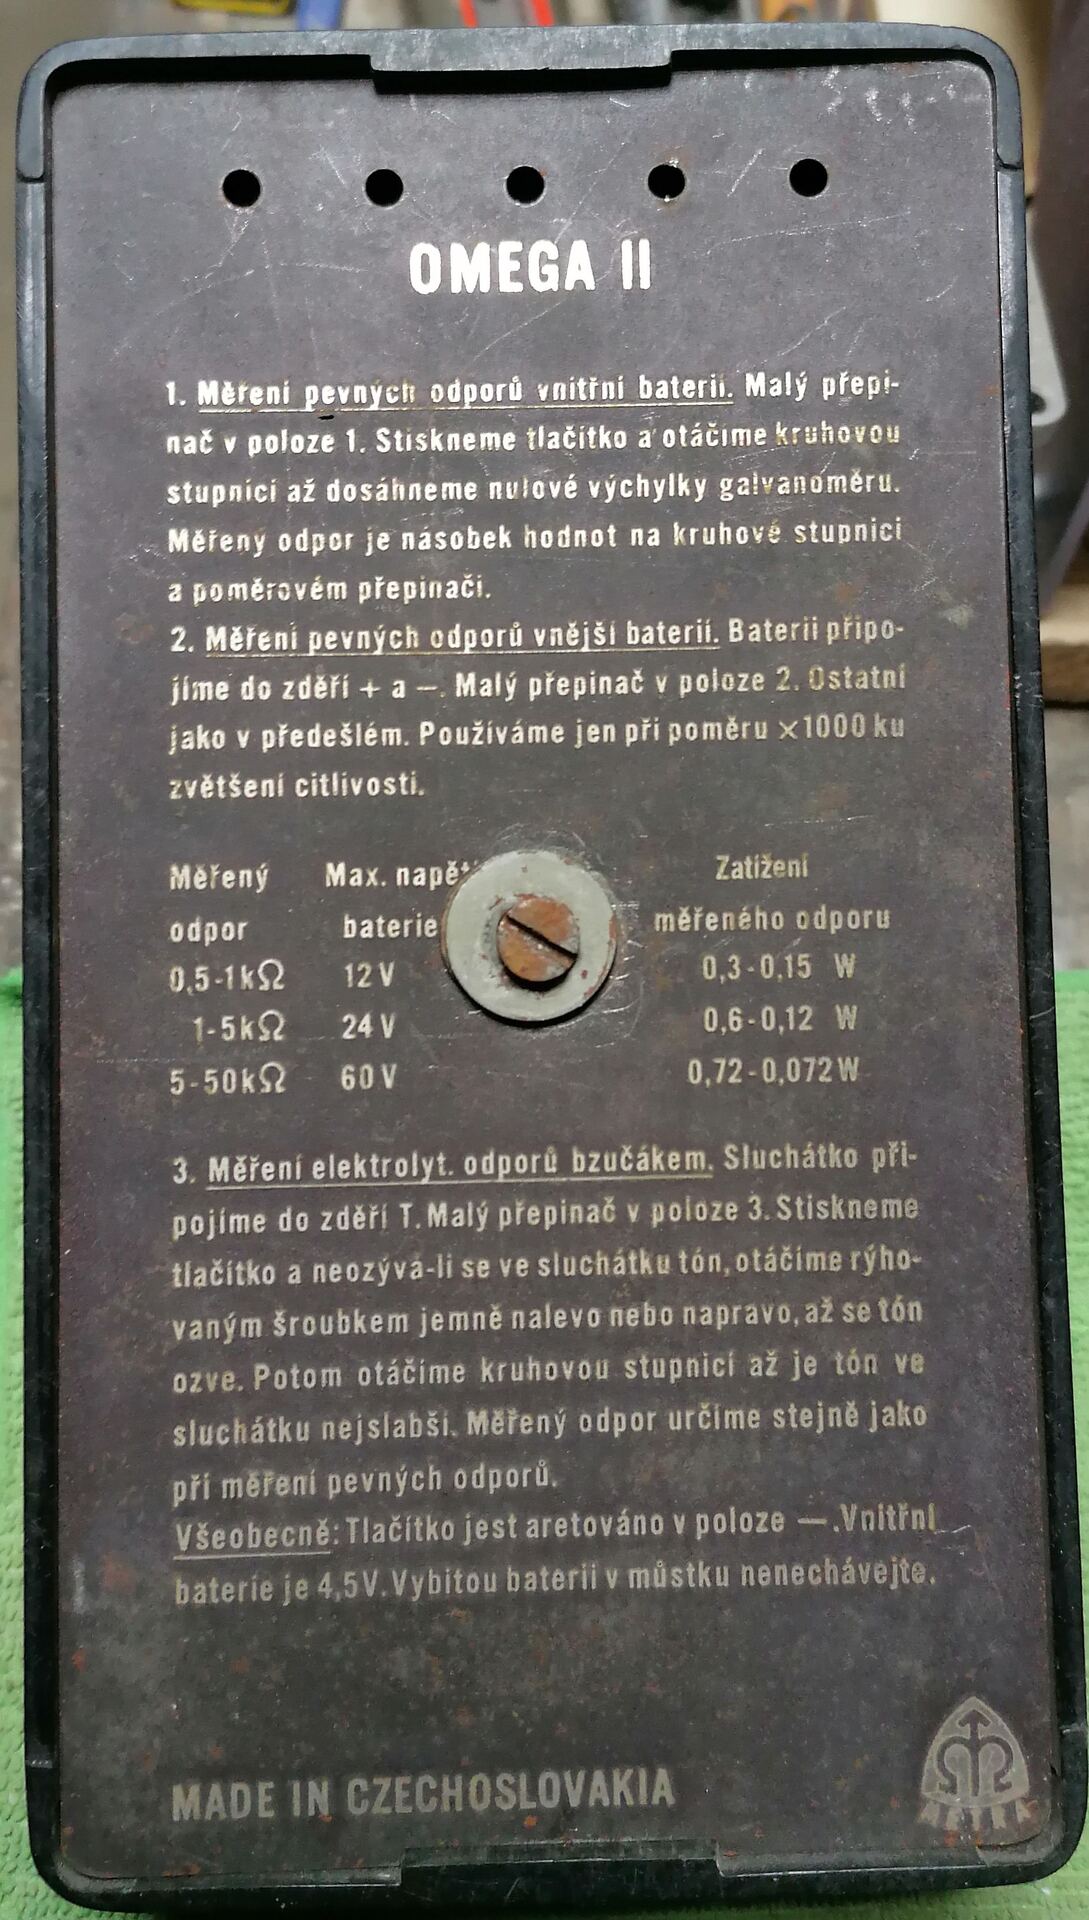 OMEGA II
1. Měření pevných odporů vnitřní baterií. Malý přepi-
nač v poloze 1. Stiskneme tlačítko a otáčíme kruhovou
stupnicí až dosáhneme nulové výchylky galvanoměru.
Měřený odpor je násobek hodnot na kruhové stupnici
a poměrovém přepínači.
2. Měření pevných odporů vnější baterií. Baterii připo-
jíme do zděří + a —. Malý přepinač v poloze 2. Ostatní
jako v předešlém. Používáme jen při poměru ×1000 ku
zvětšení citlivosti.
Měřený Max. napě Zatížení
odpor baterie měřeného odporu
0,5-1kΩ 12V 0,3-0,15 W
1-5kΩ 24V 0,6-0,12 W
5-50kΩ 60V 0,72-0,072W
3. Měření elektrolyt. odporů bzučákem. Sluchátko při-
pojíme do zděří T. Malý přepinač v poloze 3. Stiskneme
tlačítko a neozývá-li se ve sluchátku tón, otáčíme rýho-
vaným šroubkem jemně nalevo nebo napravo, až se tón
ozve. Potom otáčíme kruhovou stupnicí až je tón ve
sluchátku nejslabší. Měřený odpor určíme stejně jako
při měření pevných odporů.
Všeobecně: Tlačítko jest aretováno v poloze —. Vnitřní
baterie je 4,5V. Vybitou baterii v můstku nenechávejte.
MADE IN CZECHOSLOVAKIA
METRA